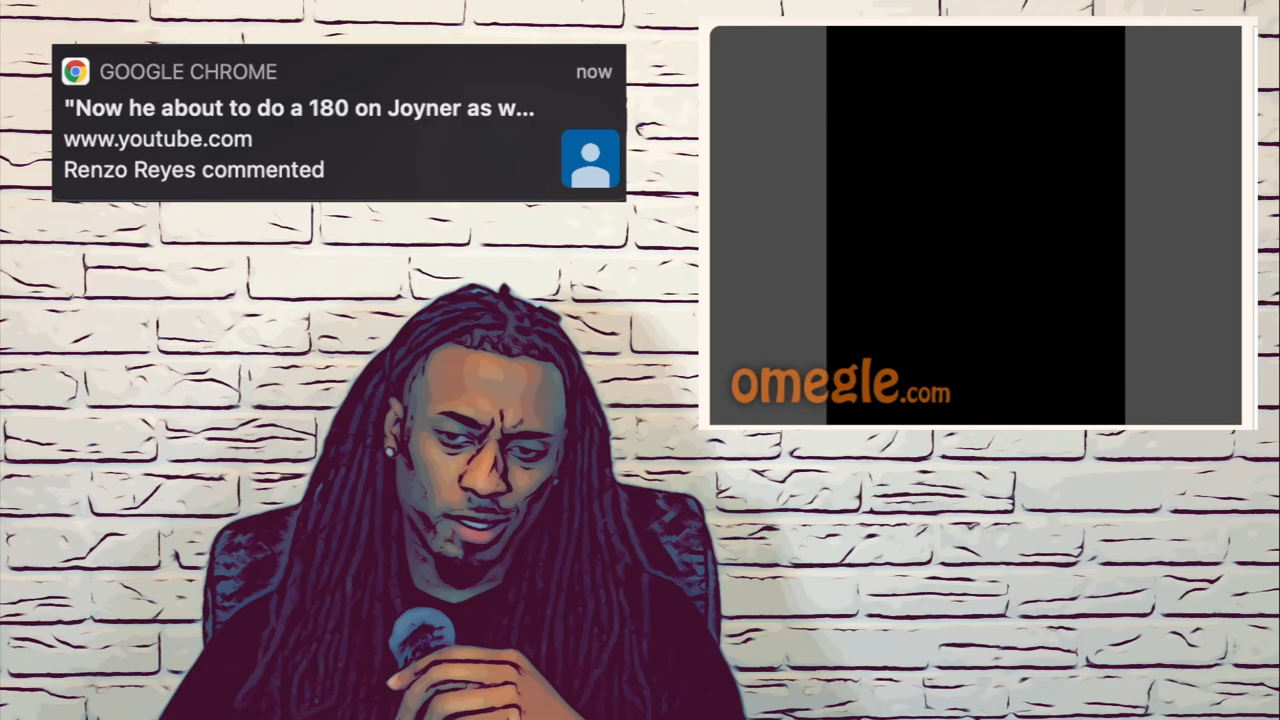 GOOGLE CHROME
now
"Now he about to do a 180 on Joyner as w...
www.youtube.com
Renzo Reyes commented
omegle.com